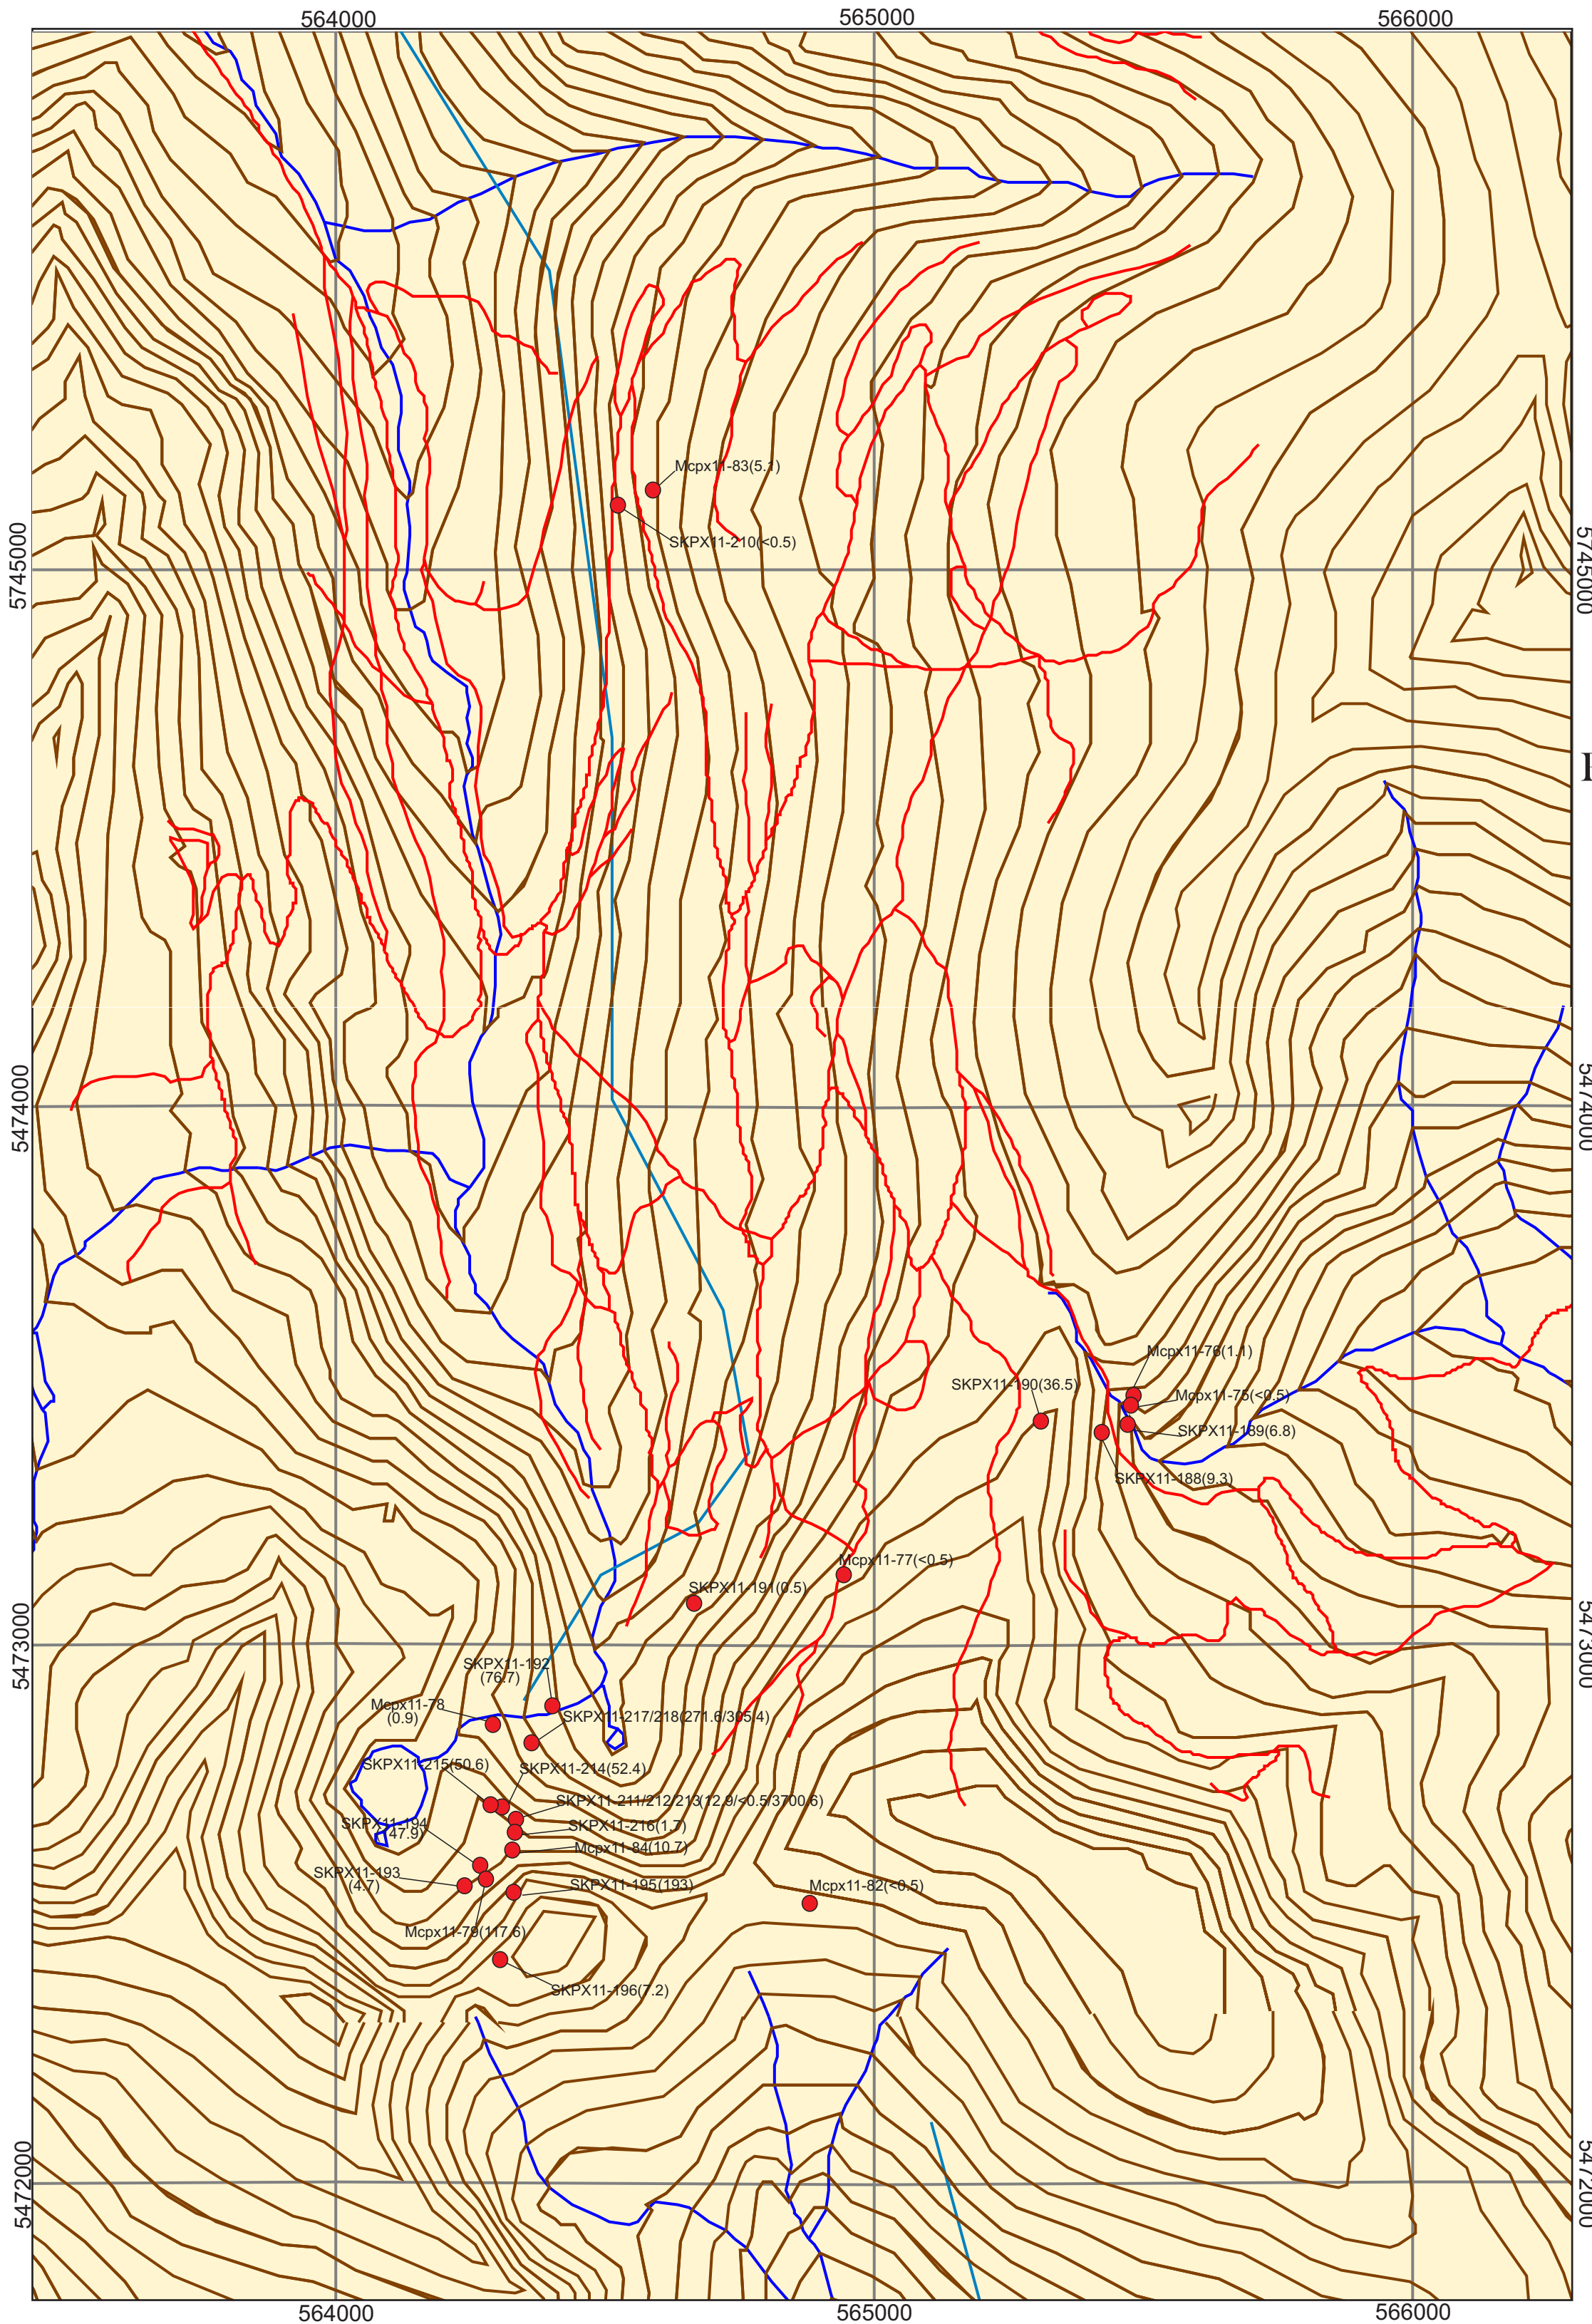 564000
565000
566000
Mcpx11-83(5.1)
SKPX11-210(<0.5)
5745000
5745000
5474000
5474000
Mcpx11-76(1.1)
SKPX11-190(36.5)
Mcpx11-75(<0.5)
SKPX11-189(6.8)
SKPX11-188(9.3)
Mcpx11-77(<0.5)
SKPX11-191(0.5)
5473000
5473000
SKPX11-192
(76.7)
Mcpx11-78
(0.9)
SKPX11-217/218(271.6/305.4)
SKPX11-215(50.6)
SKPX11-214(52.4)
SKPX11-211/212/213(12.9/<0.5/3700.6)
SKPX11-194
(47.9)
SKPX11-216(1.7)
Mcpx11-84(10.7)
SKPX11-193
(4.7)
SKPX11-195(193)
Mcpx11-82(<0.5)
Mcpx11-79(117.6)
SKPX11-196(7.2)
5472000
5472000
564000
565000
566000